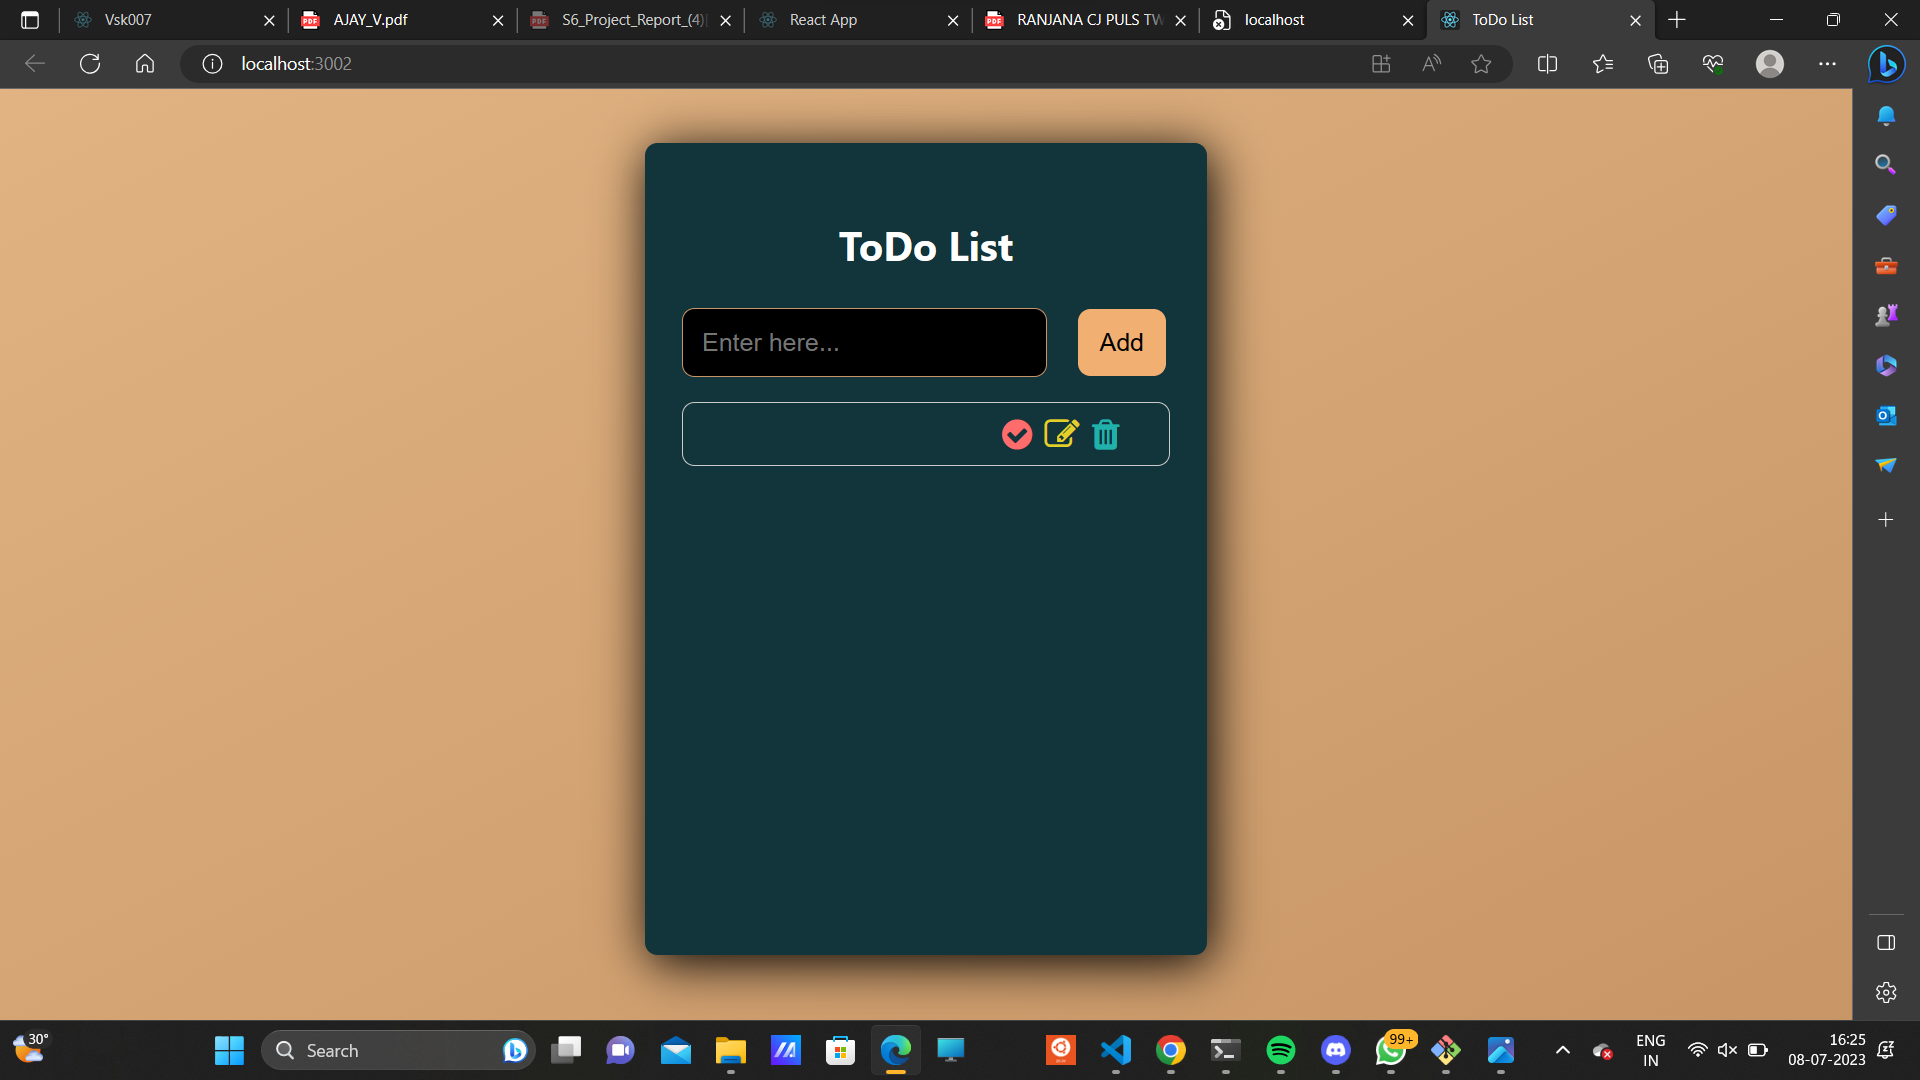 Vsk007
AJAY_V.pdf
S6_Project_Report_(4)
React App
RANJANA CJ PULS TW
localhost
ToDo List
localhost:3002
ToDo List
Enter here...
Add
30°
Search
99+
ENG
IN
16:25
08-07-2023